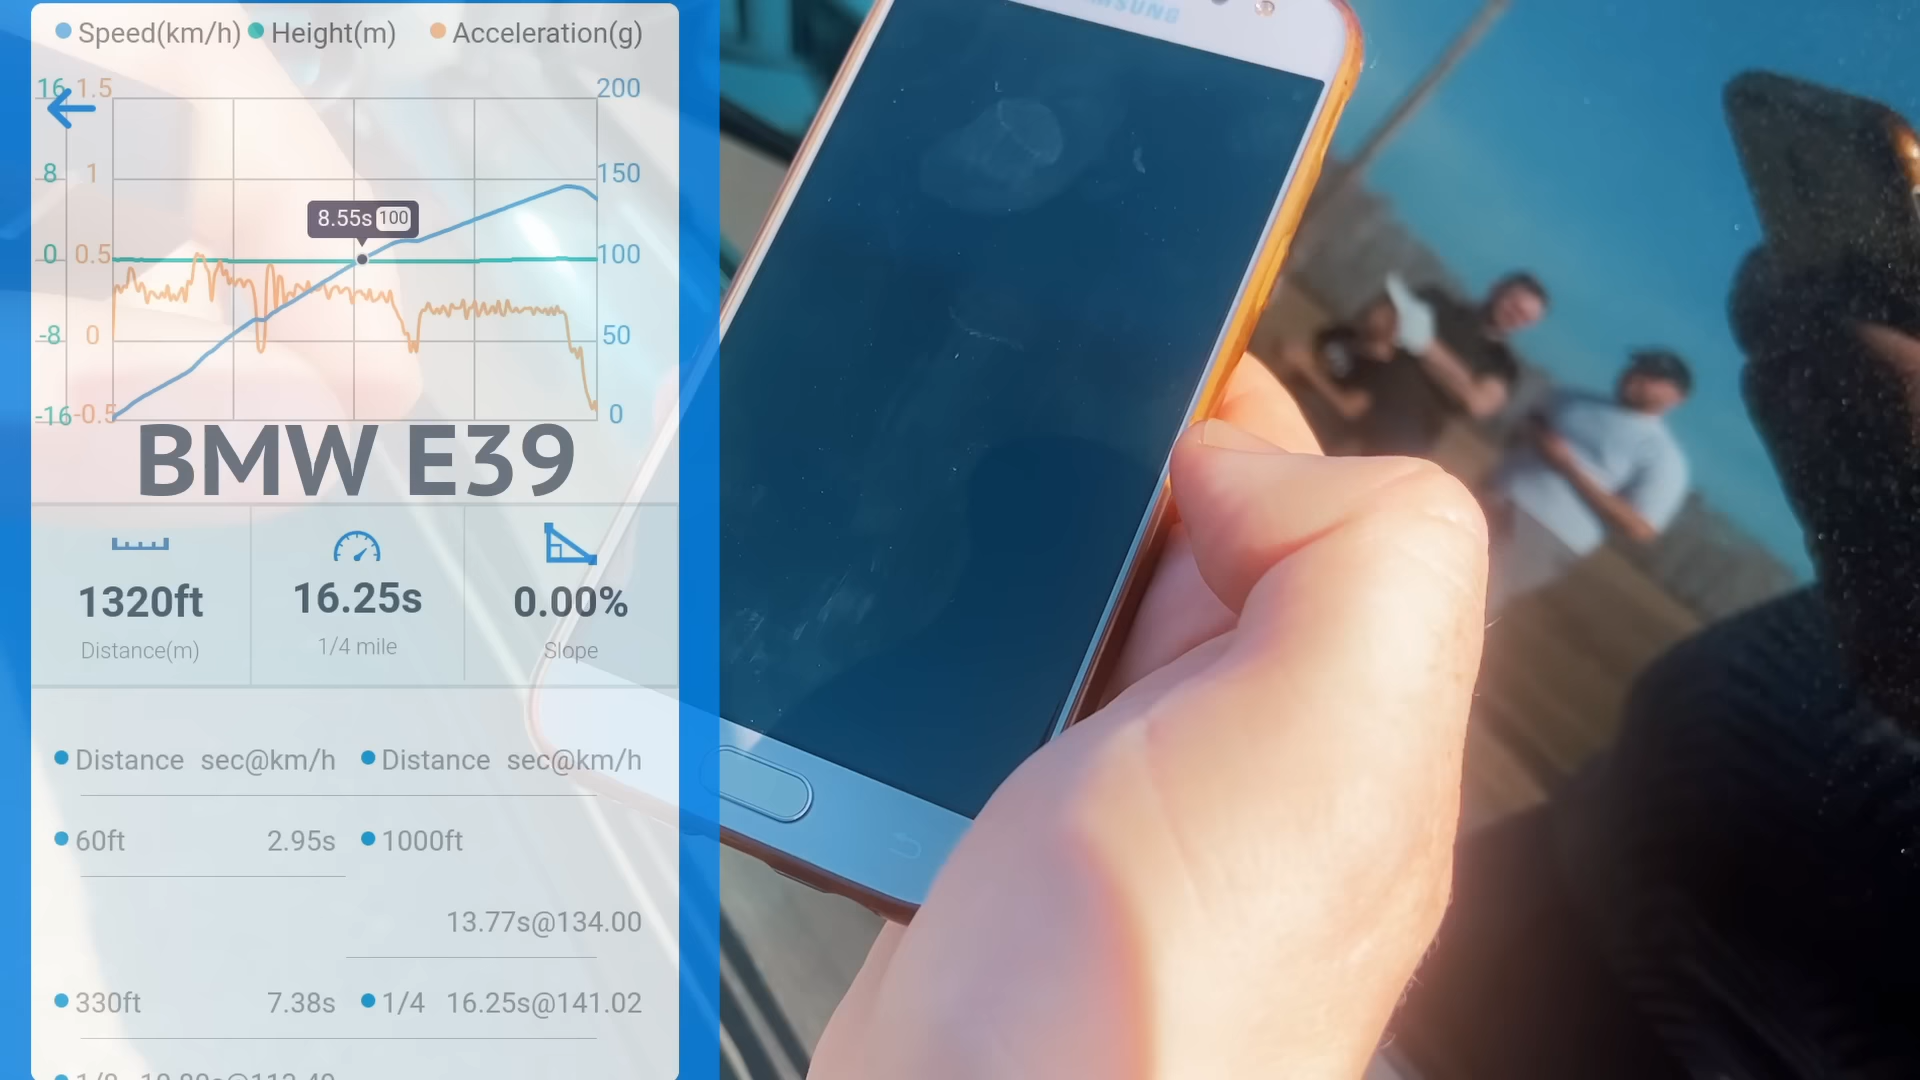 Speed(km/h) Height(m) Acceleration(g)
16 1.5 200
8 1 150
8.55s 100
0 0.5 100
-8 0 50
-16 -0.5 0
BMW E39
1320ft 16.25s 0.00%
Distance(m) 1/4 mile Slope
Distance sec@km/h Distance sec@km/h
60ft 2.95s 1000ft
13.77s@134.00
330ft 7.38s 1/4 16.25s@141.02